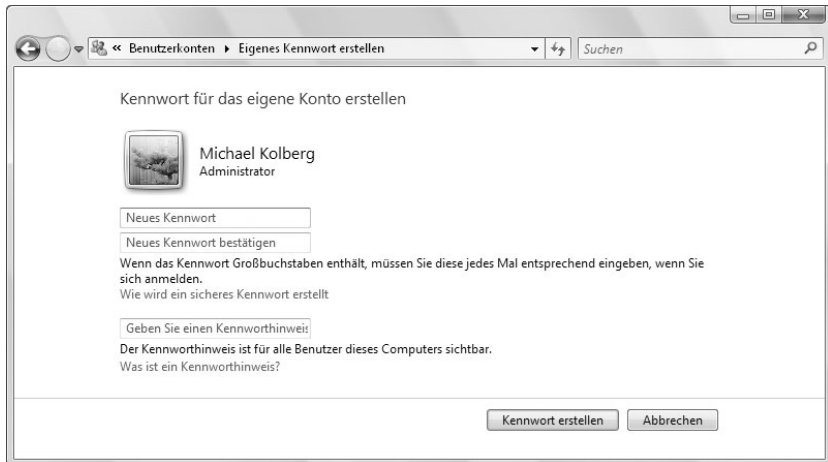 « Benutzerkonten ▸ Eigenes Kennwort erstellen
Suchen
Kennwort für das eigene Konto erstellen
Michael Kolberg
Administrator
Neues Kennwort
Neues Kennwort bestätigen
Wenn das Kennwort Großbuchstaben enthält, müssen Sie diese jedes Mal entsprechend eingeben, wenn Sie
sich anmelden.
Wie wird ein sicheres Kennwort erstellt
Geben Sie einen Kennworthinweis
Der Kennworthinweis ist für alle Benutzer dieses Computers sichtbar.
Was ist ein Kennworthinweis?
Kennwort erstellen
Abbrechen